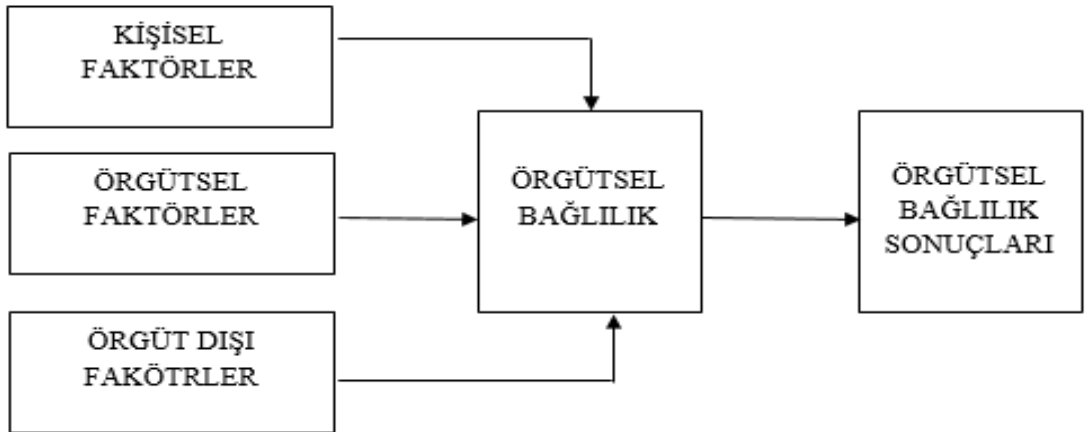 KİŞİSEL
FAKTÖRLER
ÖRGÜTSEL
FAKTÖRLER
ÖRGÜT DIŞI
FAKÖTRLER
ÖRGÜTSEL
BAĞLILIK
ÖRGÜTSEL
BAĞLILIK
SONUÇLARI